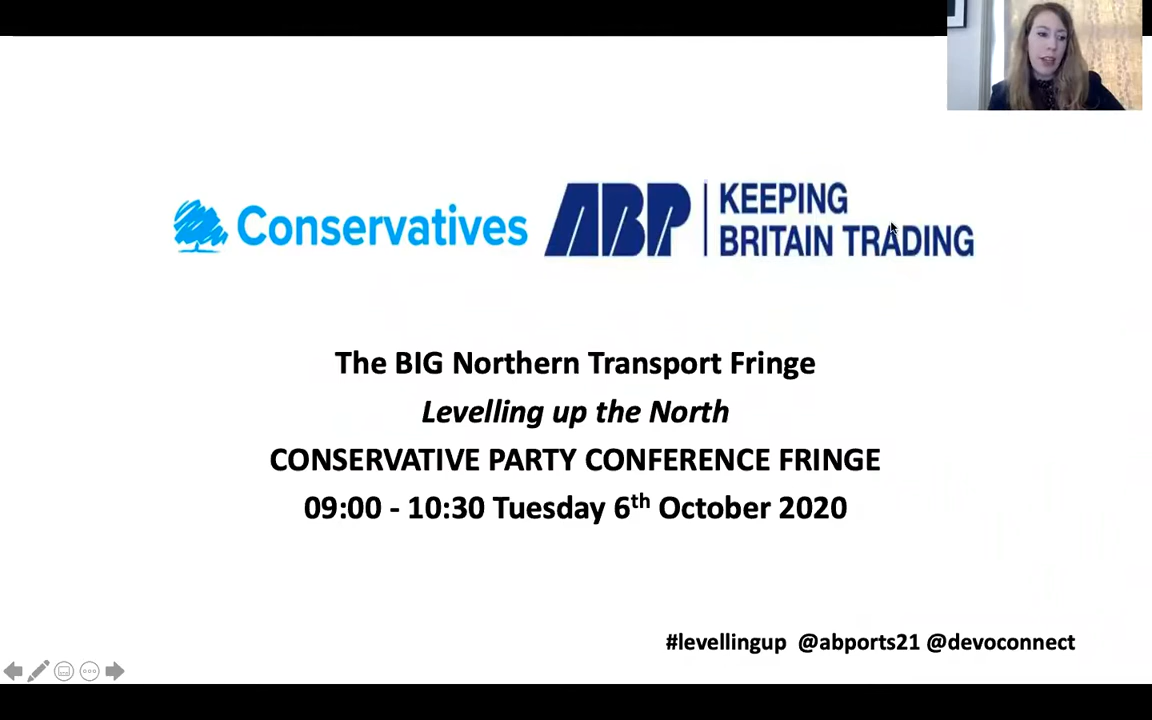 Conservatives
ABP
KEEPING
BRITAIN TRADING
The BIG Northern Transport Fringe
Levelling up the North
CONSERVATIVE PARTY CONFERENCE FRINGE
09:00 - 10:30 Tuesday 6th October 2020
#levellingup @abports21 @devoconnect